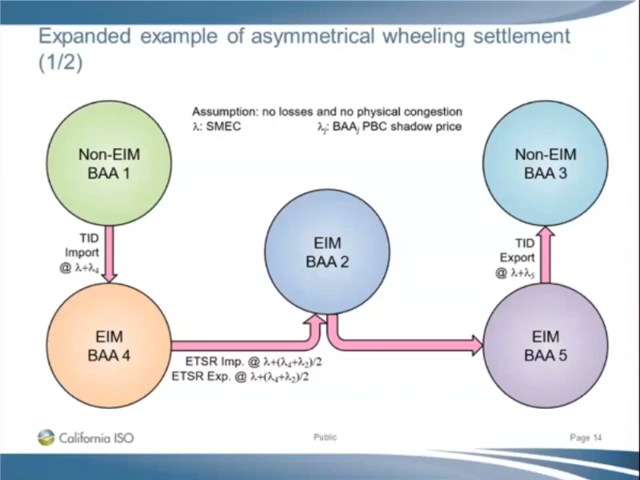 Expanded example of asymmetrical wheeling settlement
(1/2)
Assumption: no losses and no physical congestion
λ: SMEC λⱼ: BAAⱼ PBC shadow price
Non-EIM
BAA 1
Non-EIM
BAA 3
EIM
BAA 2
TID
Import
@ λ+λ₄
TID
Export
@ λ+λ₅
EIM
BAA 4
EIM
BAA 5
ETSR Imp. @ λ+(λ₄+λ₂)/2
ETSR Exp. @ λ+(λ₄+λ₂)/2
California ISO
Public
Page 14